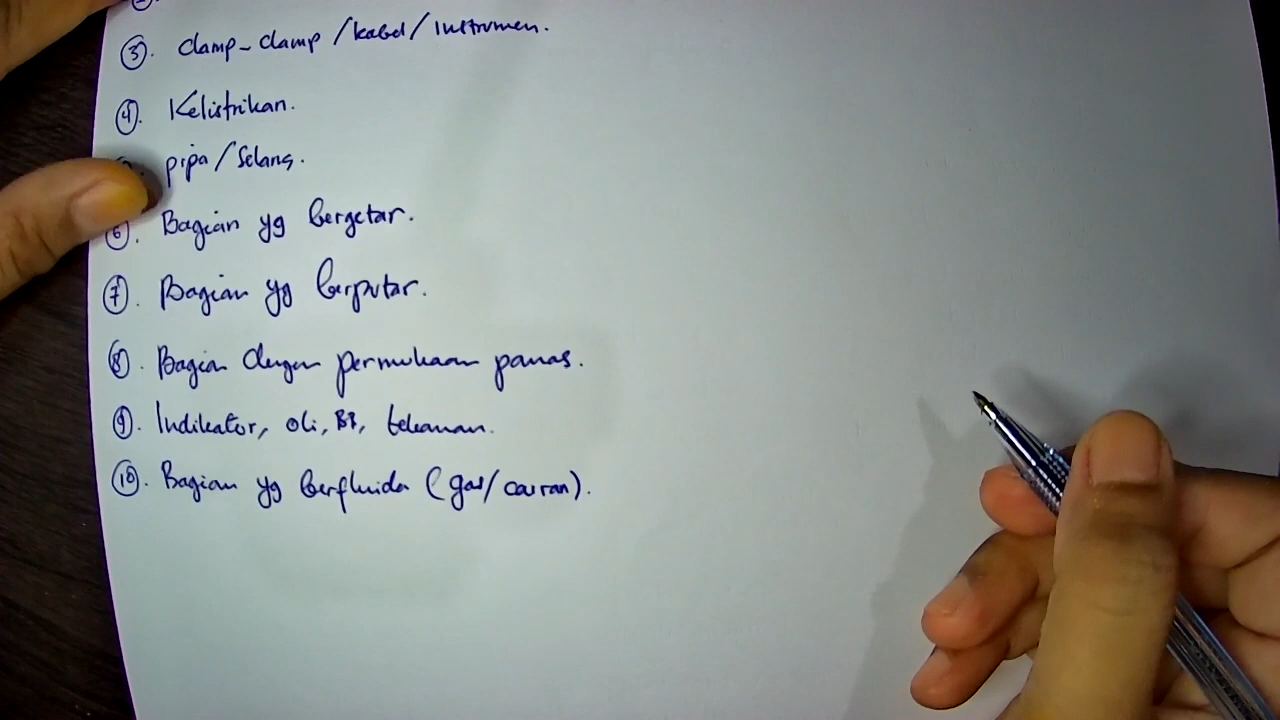 ③. Clamp-Clamp / kabel / instrumen.
④. Kelistrikan.
pipa / Selang.
⑥. Bagian yg bergetar.
⑦. Bagian yg berputar.
⑧. Bagian dengan permukaan panas.
⑨. Indikator, oli, BB, tekanan.
⑩. Bagian yg berfluida (gas/cairan).